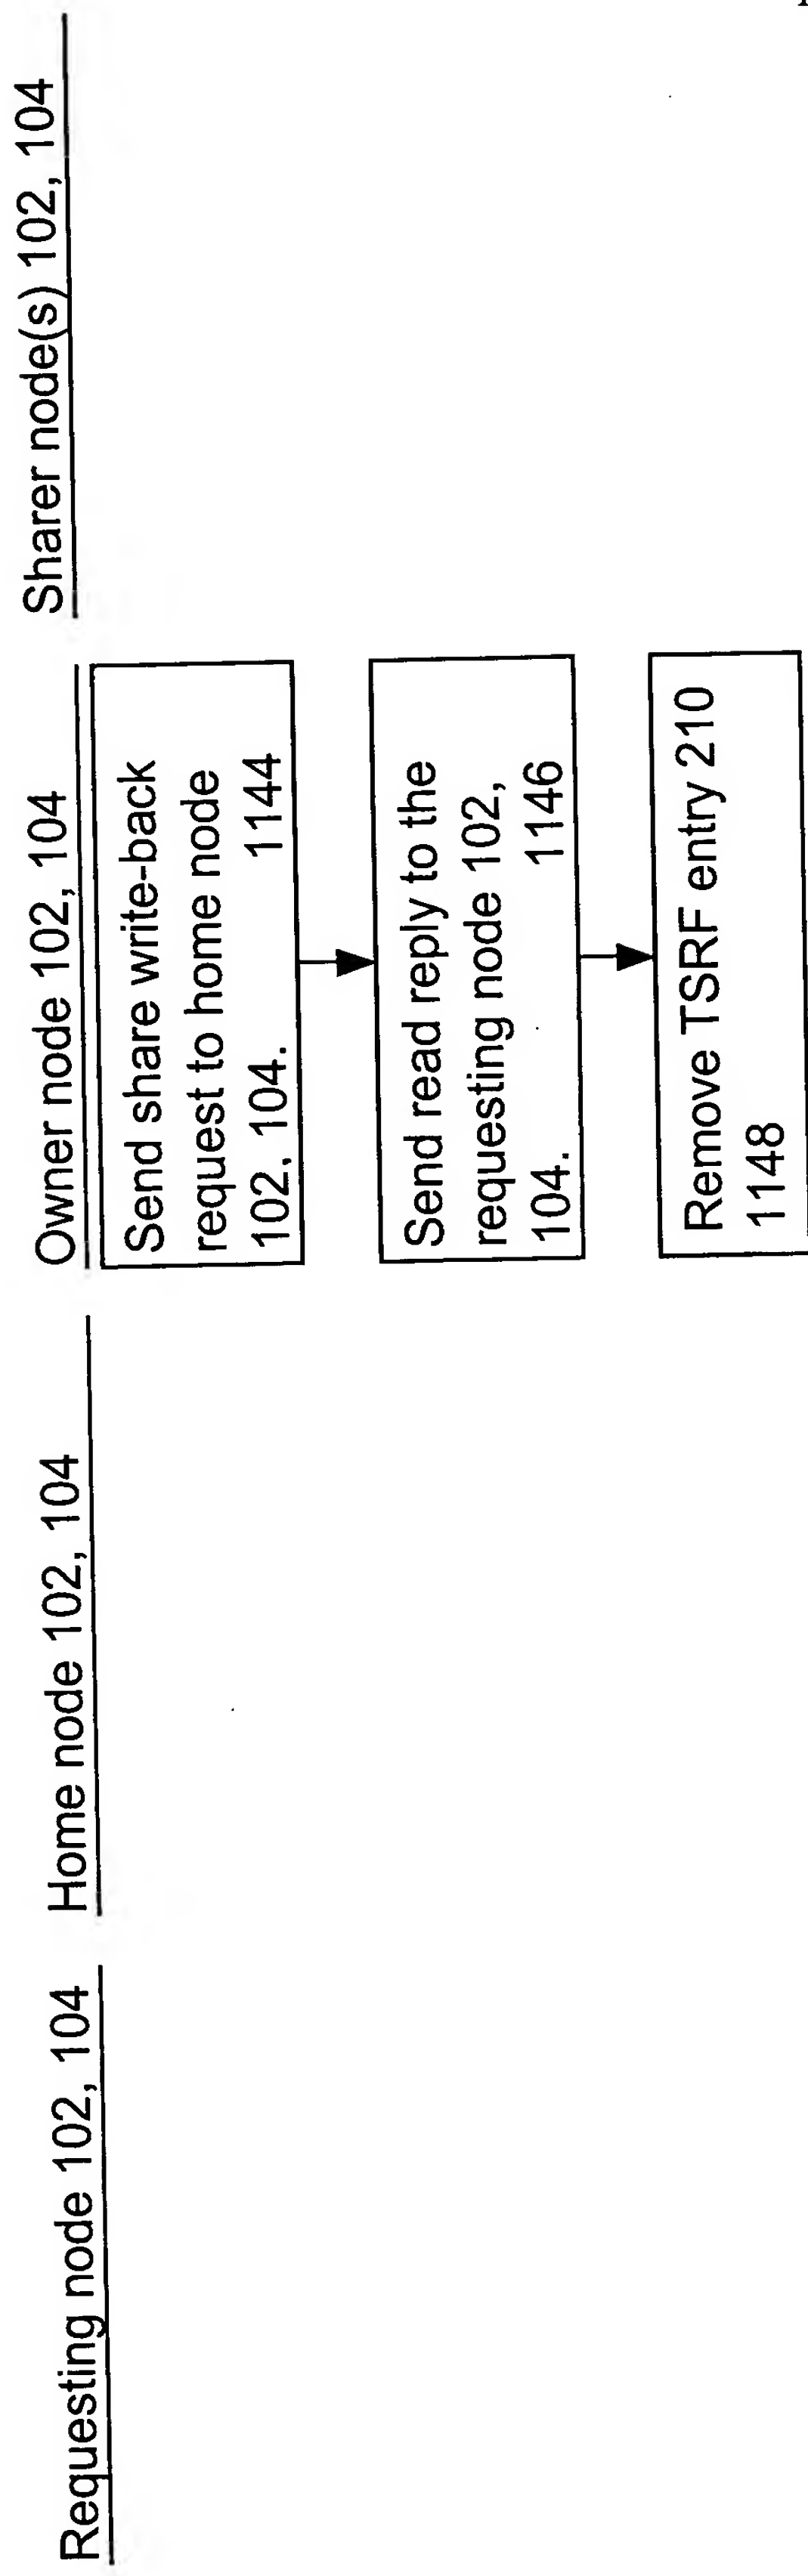 Requesting node 102, 104
Home node 102, 104
Owner node 102, 104
Sharer node(s) 102, 104
Send share write-back
request to home node
102, 104. 1144
Send read reply to the
requesting node 102,
104. 1146
Remove TSRF entry 210
1148